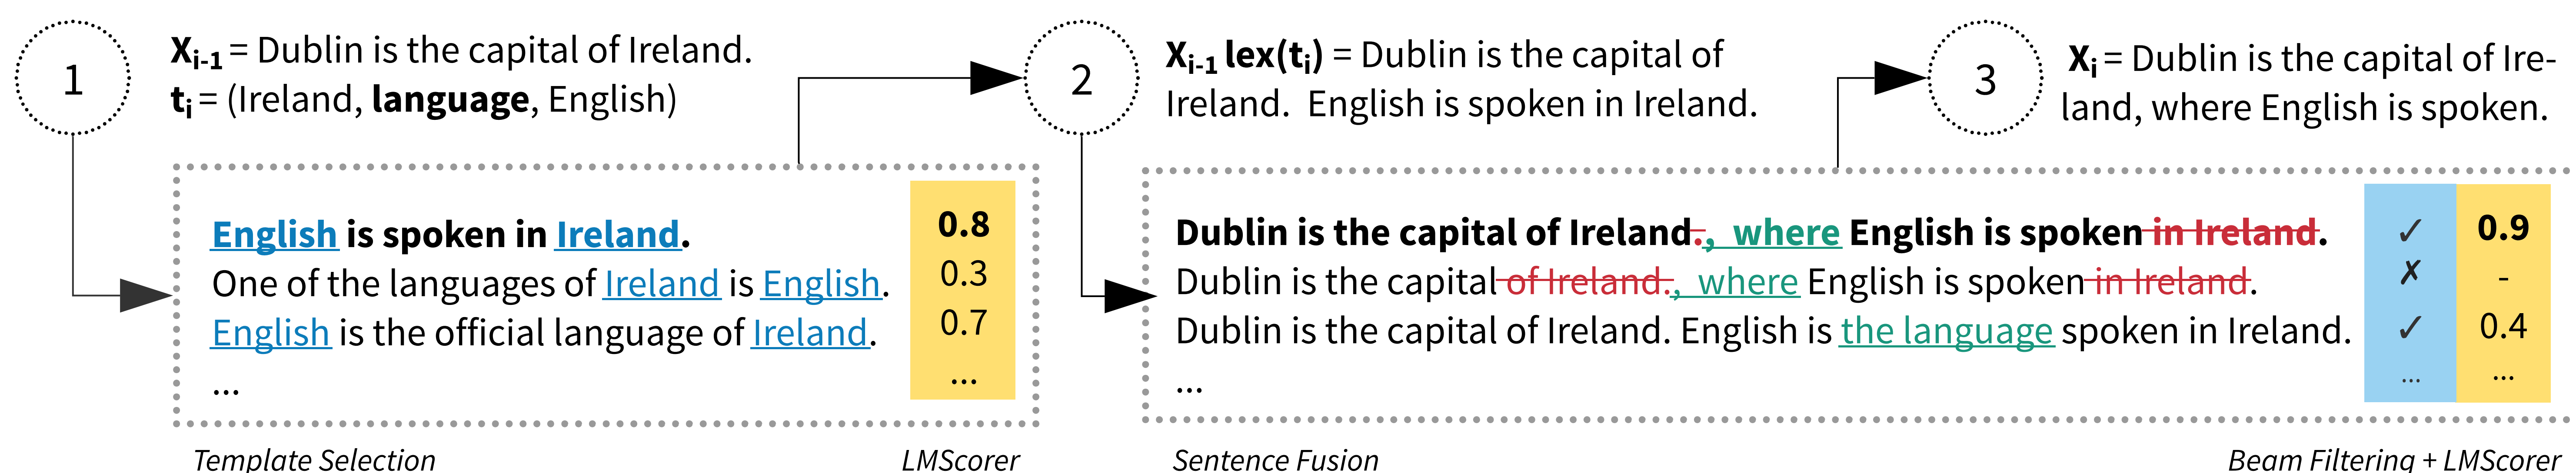 1
Xi-1 = Dublin is the capital of Ireland.
ti = (Ireland, language, English)
English is spoken in Ireland. 0.8
One of the languages of Ireland is English. 0.3
English is the official language of Ireland. 0.7
... ...
Template Selection LMScorer
2
Xi-1 lex(ti) = Dublin is the capital of
Ireland. English is spoken in Ireland.
Dublin is the capital of Ireland., where English is spoken in Ireland. ✓ 0.9
Dublin is the capital of Ireland., where English is spoken in Ireland. ✗ -
Dublin is the capital of Ireland. English is the language spoken in Ireland. ✓ 0.4
... ... ...
Sentence Fusion Beam Filtering + LMScorer
3
Xi = Dublin is the capital of Ire-
land, where English is spoken.